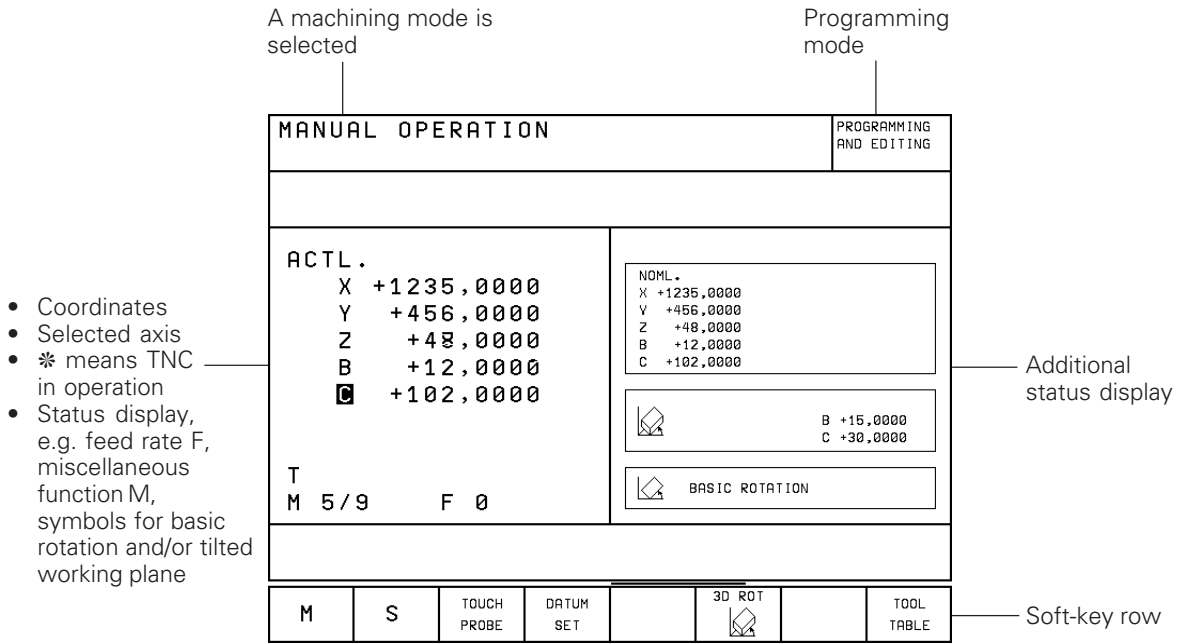 A machining mode is
selected
Programming
mode
MANUAL OPERATION
PROGRAMMING
AND EDITING
ACTL.
X +1235,0000
Y +456,0000
Z +48,0000
B +12,0000
C +102,0000
T
M 5/9 F 0
NOML.
X +1235,0000
Y +456,0000
Z +48,0000
B +12,0000
C +102,0000
B +15,0000
C +30,0000
BASIC ROTATION
• Coordinates
• Selected axis
• ✻ means TNC
in operation
• Status display,
e.g. feed rate F,
miscellaneous
function M,
symbols for basic
rotation and/or tilted
working plane
Additional
status display
M
S
TOUCH
PROBE
DATUM
SET
3D ROT
TOOL
TABLE
Soft-key row